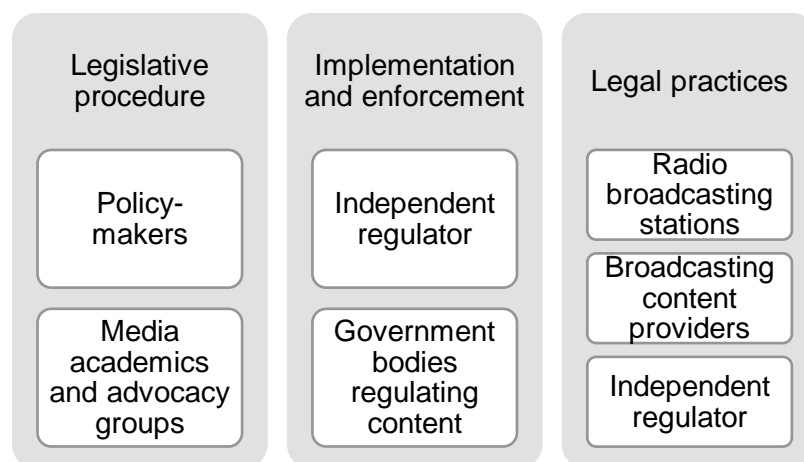 Legislative
procedure
Policy-
makers
Media
academics
and advocacy
groups
Implementation
and enforcement
Independent
regulator
Government
bodies
regulating
content
Legal practices
Radio
broadcasting
stations
Broadcasting
content
providers
Independent
regulator